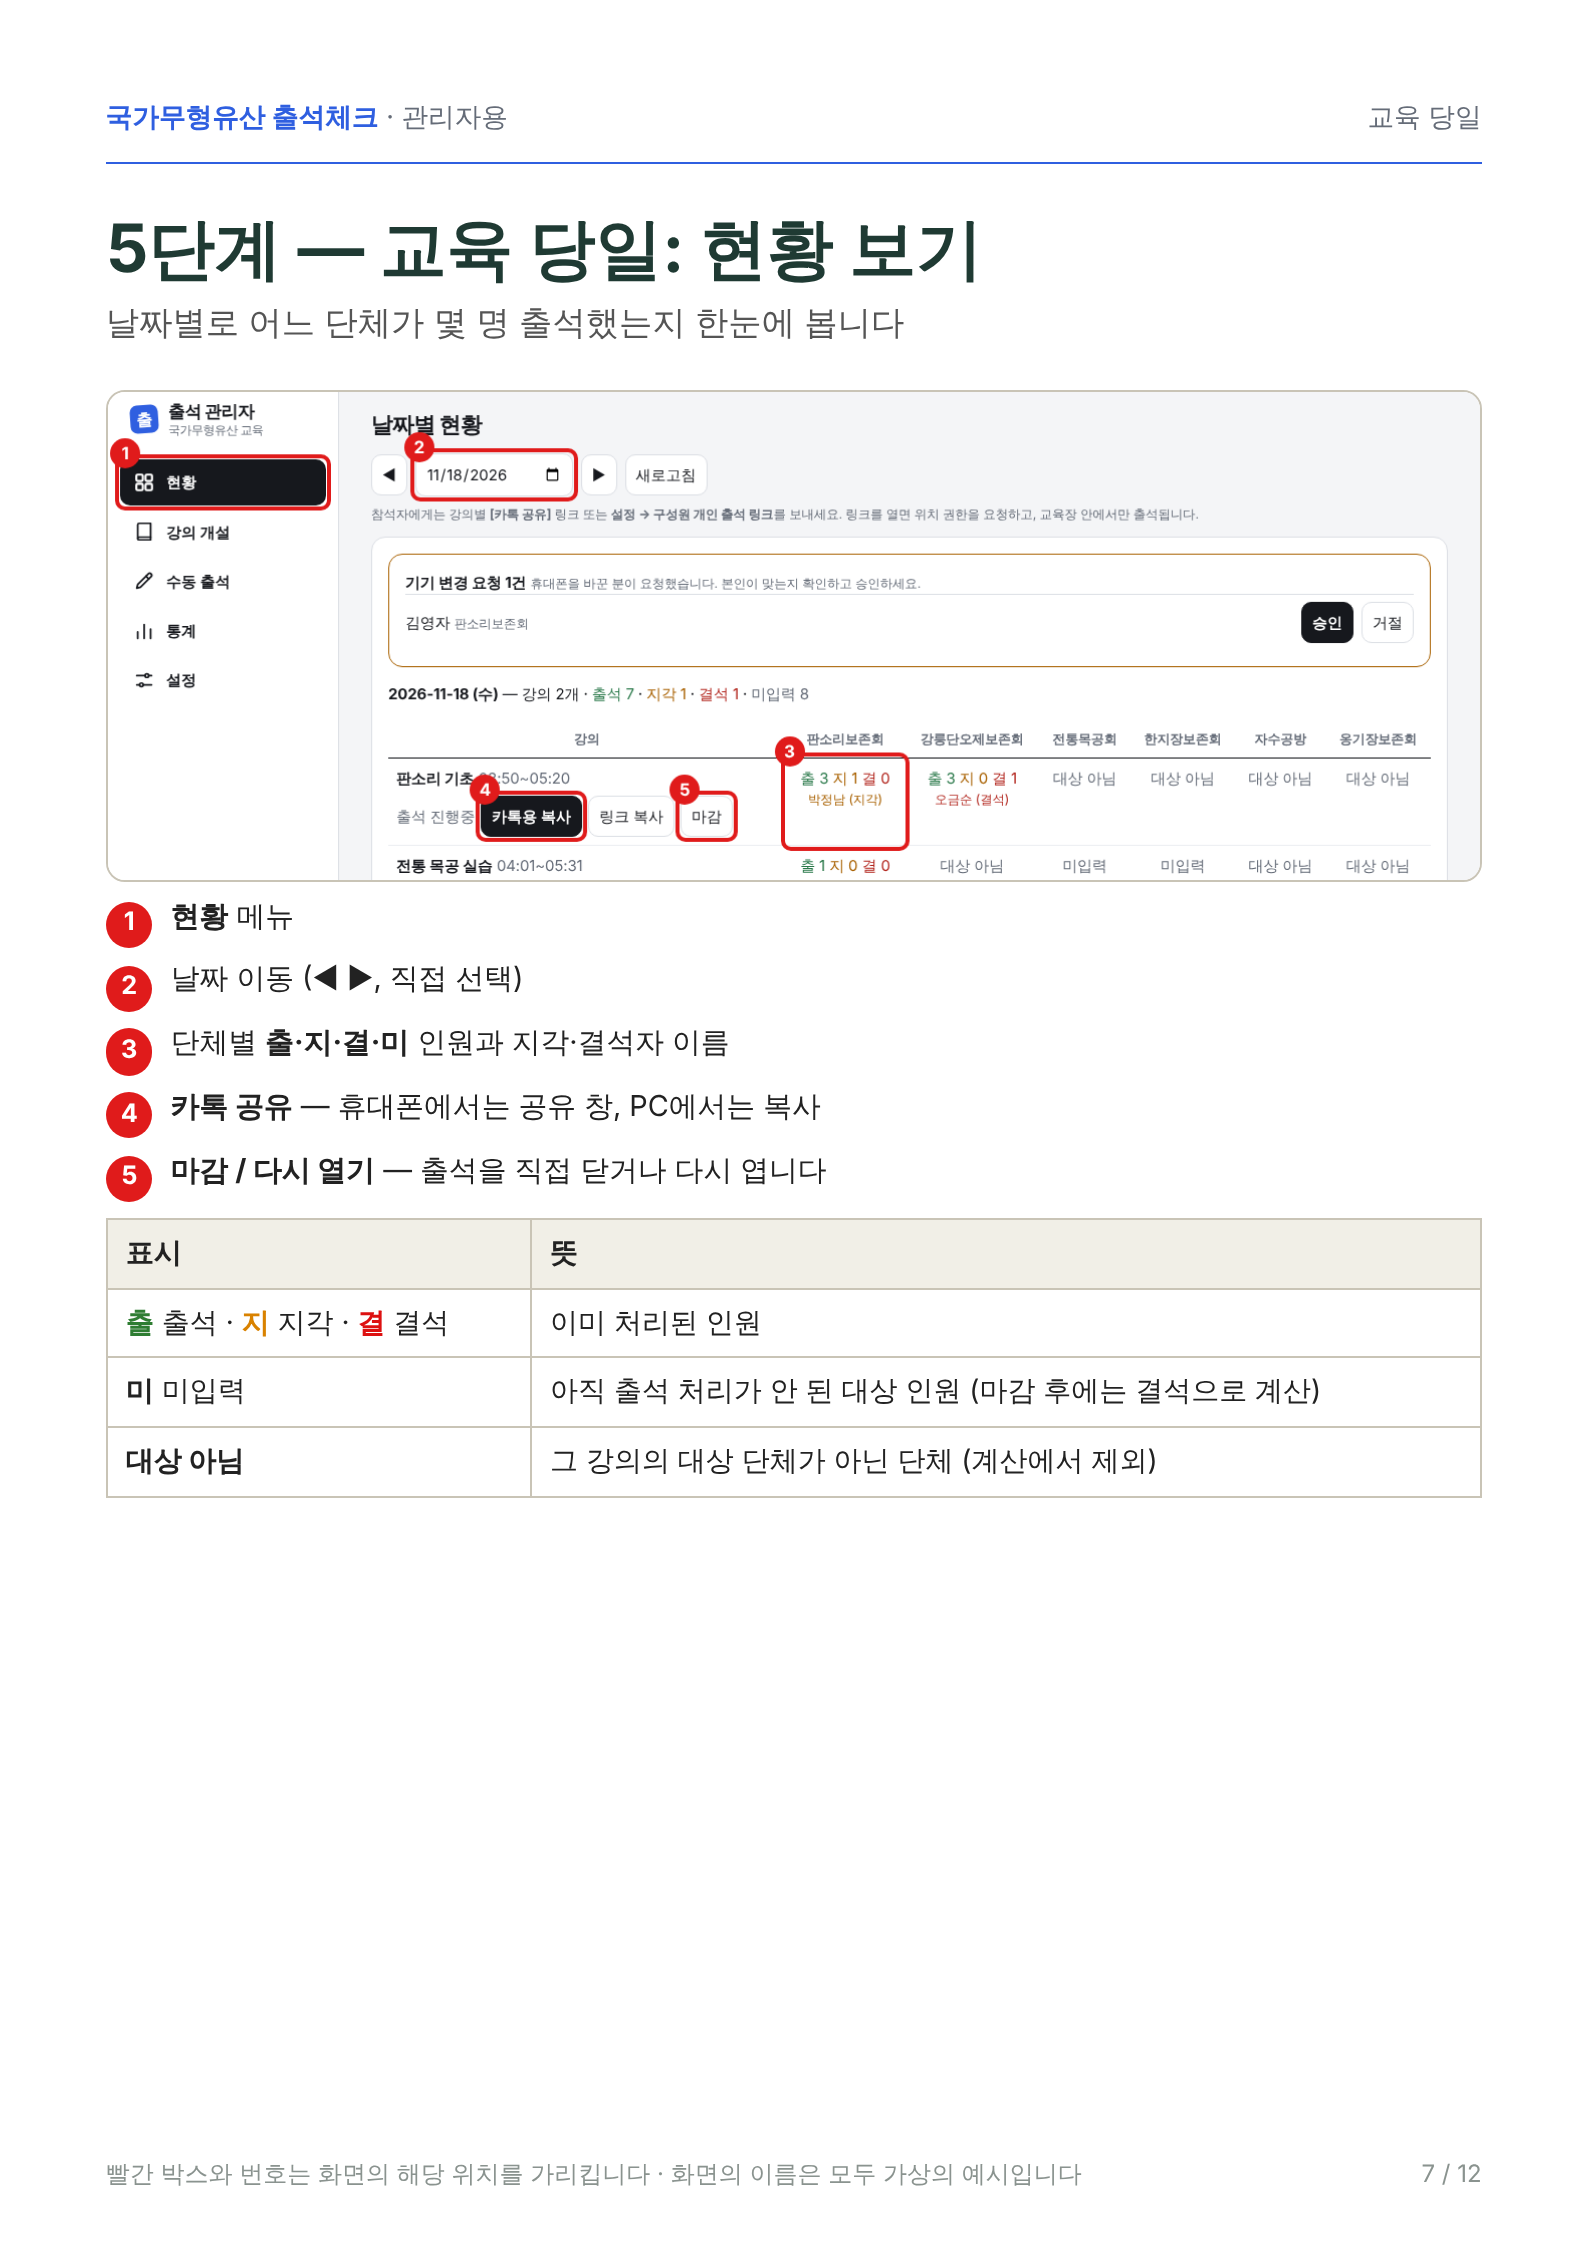 국가무형유산 출석체크 · 관리자용
교육 당일
5단계 — 교육 당일: 현황 보기
날짜별로 어느 단체가 몇 명 출석했는지 한눈에 봅니다
출 출석 관리자
국가무형유산 교육
1
현황
강의 개설
수동 출석
통계
설정
날짜별 현황
2
◀ 11/18/2026 ▶ 새로고침
참석자에게는 강의별 [카톡 공유] 링크 또는 설정 → 구성원 개인 출석 링크를 보내세요. 링크를 열면 위치 권한을 요청하고, 교육장 안에서만 출석됩니다.
기기 변경 요청 1건 휴대폰을 바꾼 분이 요청했습니다. 본인이 맞는지 확인하고 승인하세요.
김영자 판소리보존회 승인 거절
2026-11-18 (수) — 강의 2개 · 출석 7 · 지각 1 · 결석 1 · 미입력 8
강의 판소리보존회 강릉단오제보존회 전통목공회 한지장보존회 자수공방 옹기장보존회
3
판소리 기초 :50~05:20 출 3 지 1 결 0 출 3 지 0 결 1 대상 아님 대상 아님 대상 아님 대상 아님
박정남 (지각) 오금순 (결석)
4 5
출석 진행중 카톡용 복사 링크 복사 마감
전통 목공 실습 04:01~05:31 출 1 지 0 결 0 대상 아님 미입력 미입력 대상 아님 대상 아님
1 현황 메뉴
2 날짜 이동 (◀ ▶, 직접 선택)
3 단체별 출·지·결·미 인원과 지각·결석자 이름
4 카톡 공유 — 휴대폰에서는 공유 창, PC에서는 복사
5 마감 / 다시 열기 — 출석을 직접 닫거나 다시 엽니다
표시 뜻
출 출석 · 지 지각 · 결 결석 이미 처리된 인원
미 미입력 아직 출석 처리가 안 된 대상 인원 (마감 후에는 결석으로 계산)
대상 아님 그 강의의 대상 단체가 아닌 단체 (계산에서 제외)
빨간 박스와 번호는 화면의 해당 위치를 가리킵니다 · 화면의 이름은 모두 가상의 예시입니다
7 / 12